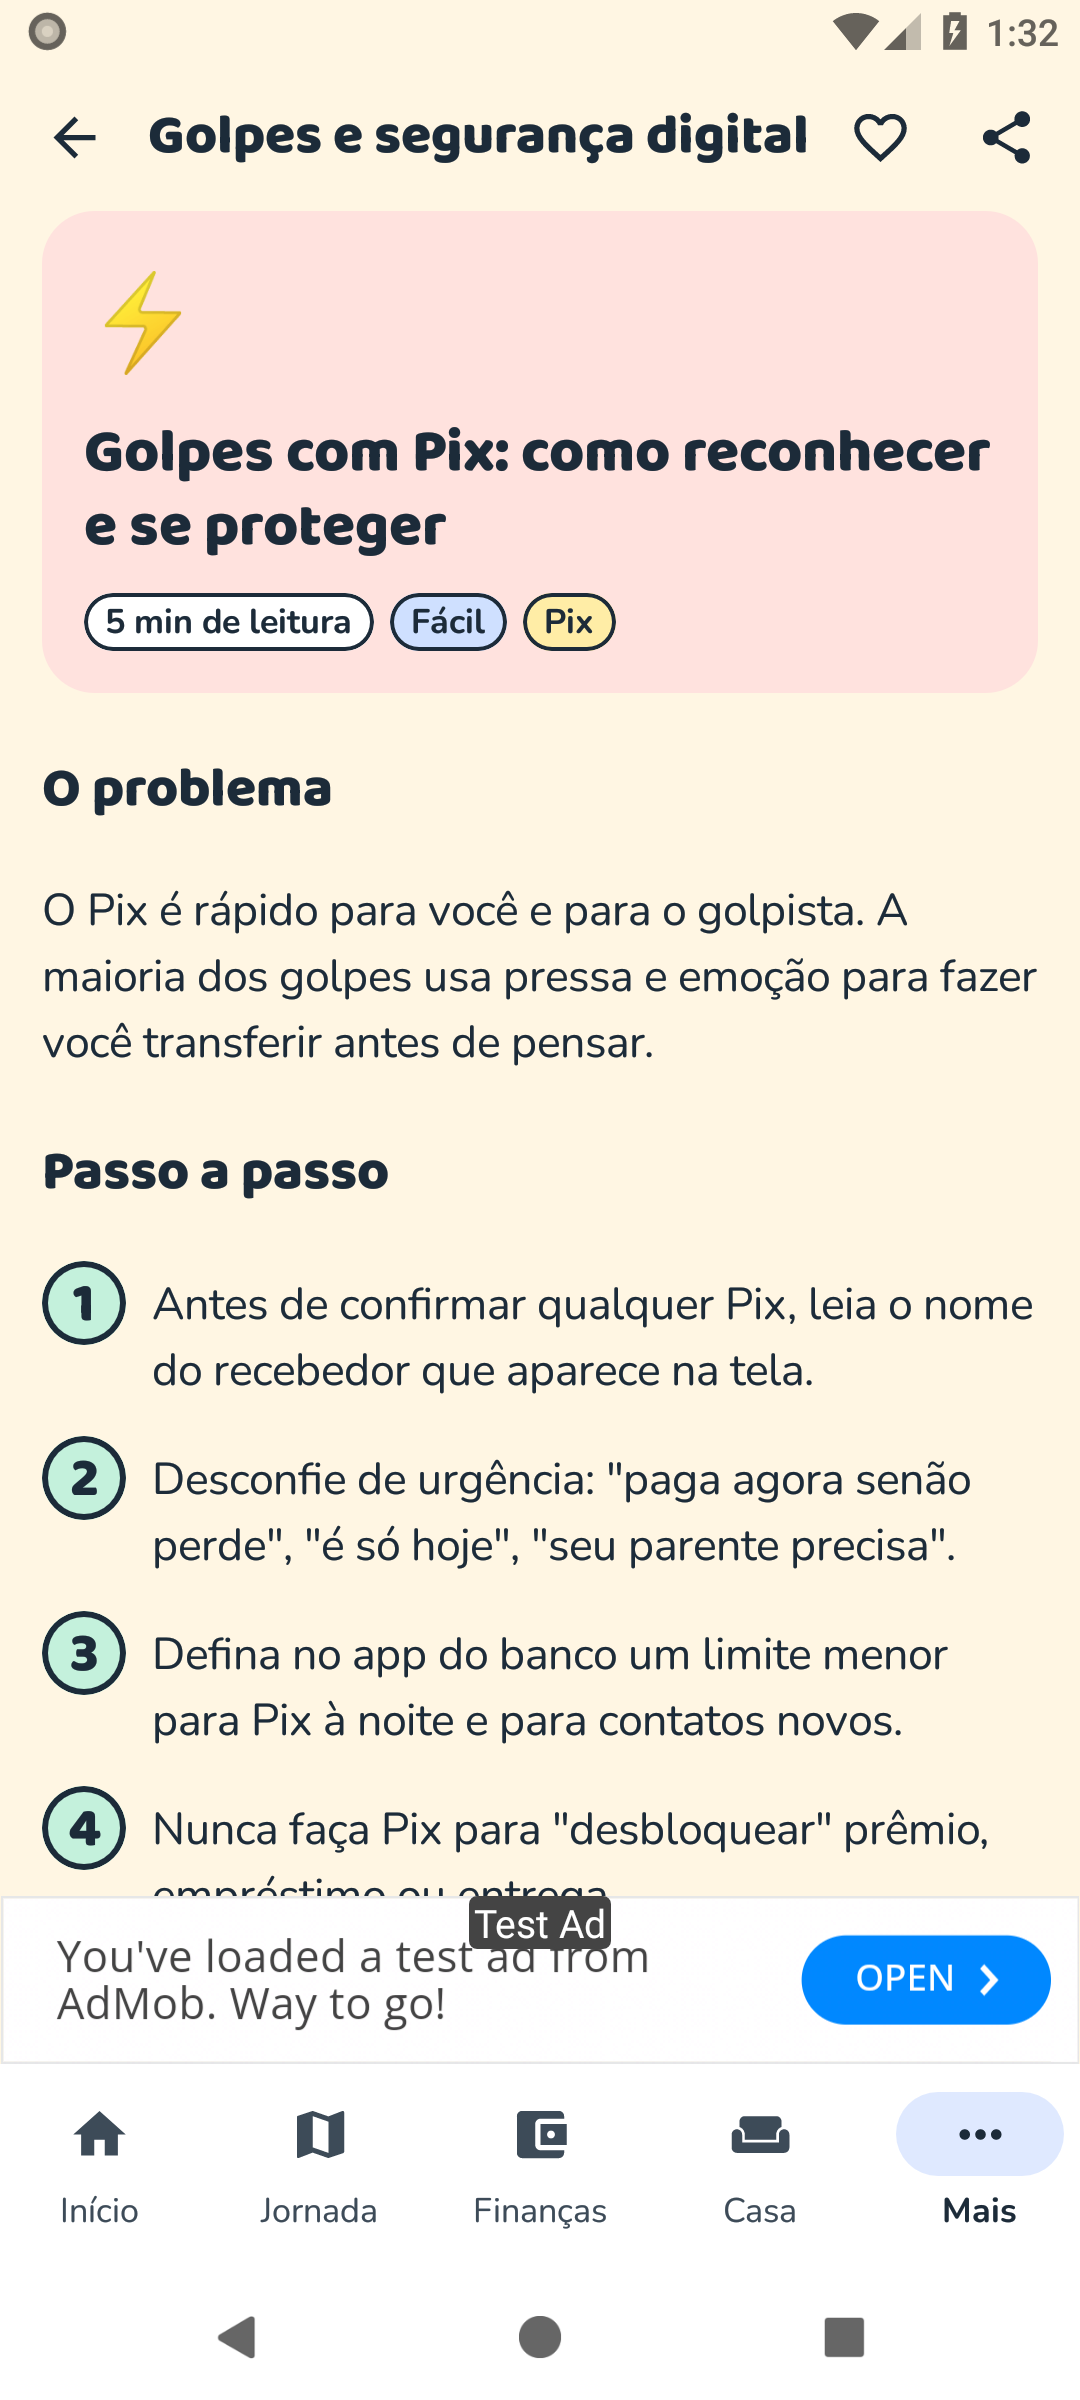 1:32
Golpes e segurança digital
Golpes com Pix: como reconhecer
e se proteger
5 min de leitura Fácil Pix
O problema
O Pix é rápido para você e para o golpista. A
maioria dos golpes usa pressa e emoção para fazer
você transferir antes de pensar.
Passo a passo
1 Antes de confirmar qualquer Pix, leia o nome
do recebedor que aparece na tela.
2 Desconfie de urgência: "paga agora senão
perde", "é só hoje", "seu parente precisa".
3 Defina no app do banco um limite menor
para Pix à noite e para contatos novos.
4 Nunca faça Pix para "desbloquear" prêmio,
empréstimo ou entrega.
Test Ad
You've loaded a test ad from
AdMob. Way to go!
OPEN
Início Jornada Finanças Casa Mais